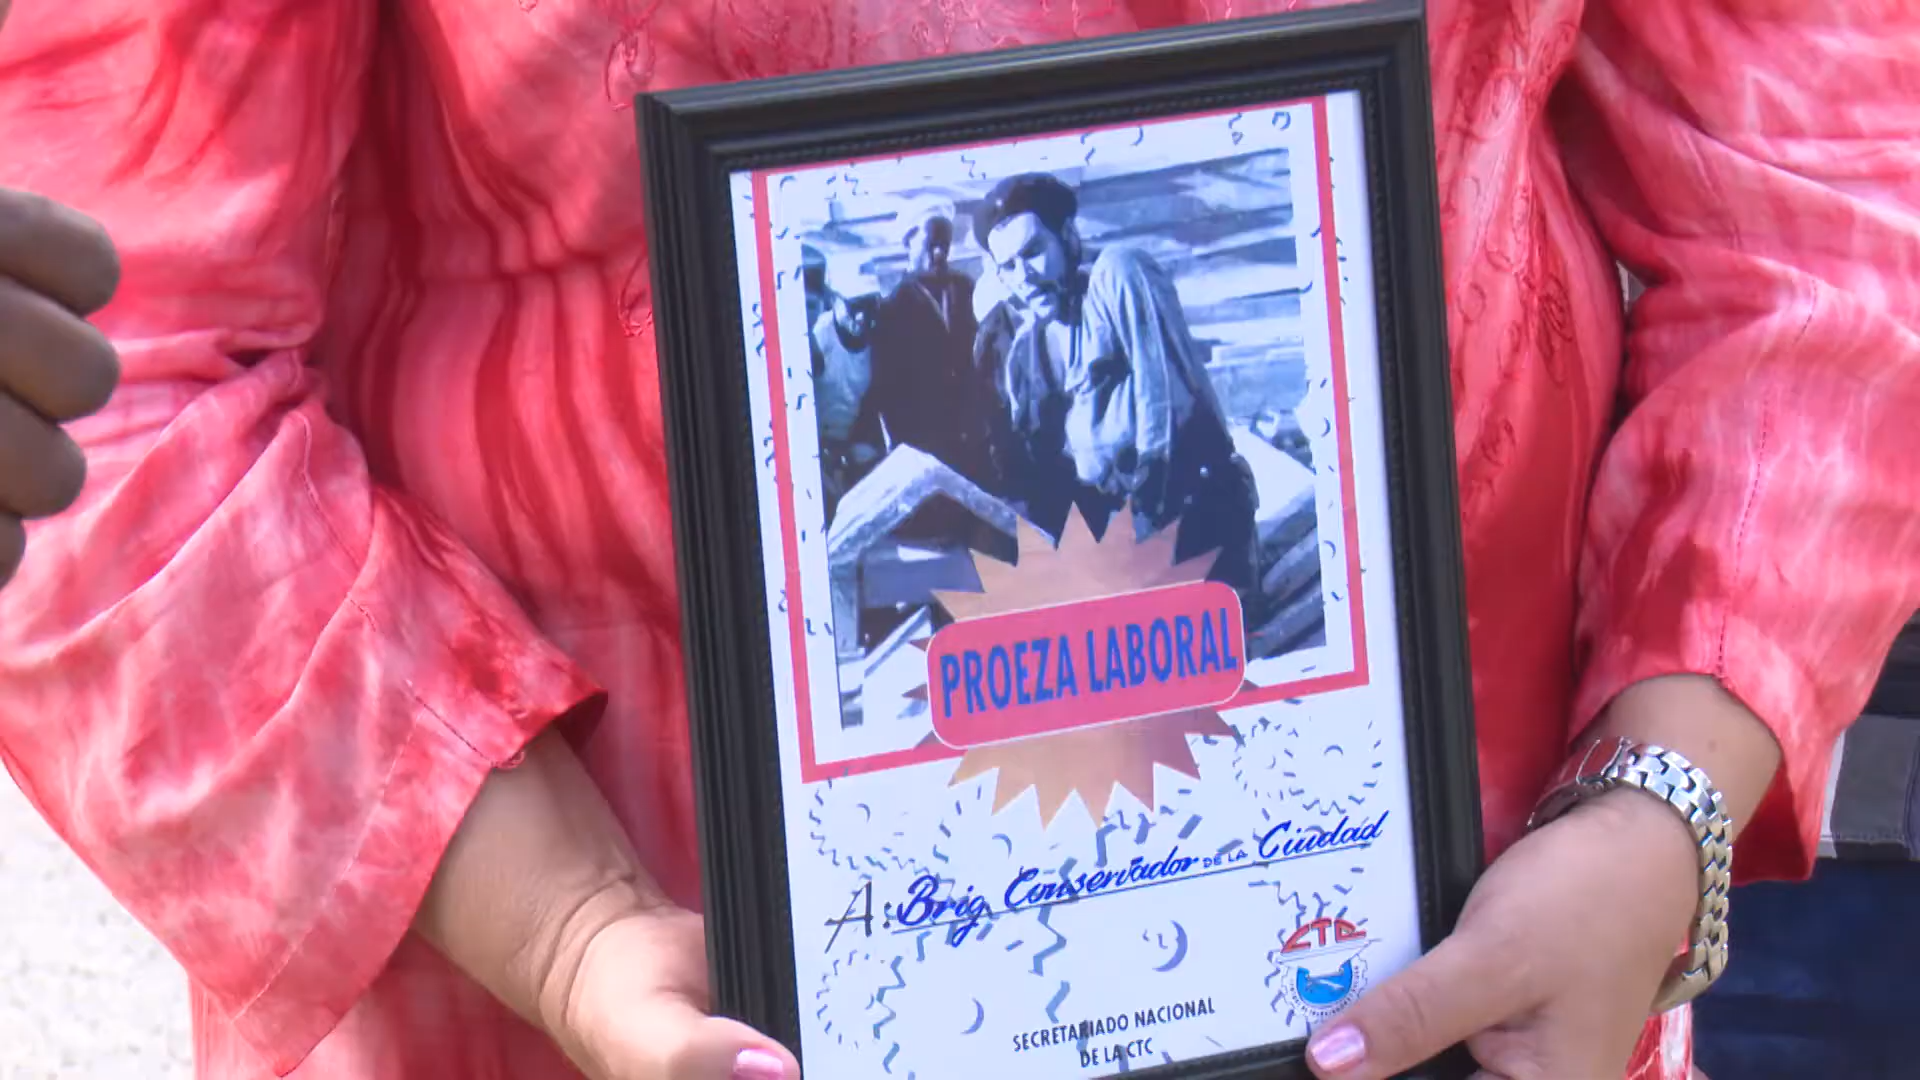 PROEZA LABORAL
A: Brig. Conservador DE LA Ciudad
CTC
SECRETARIADO NACIONAL
DE LA CTC